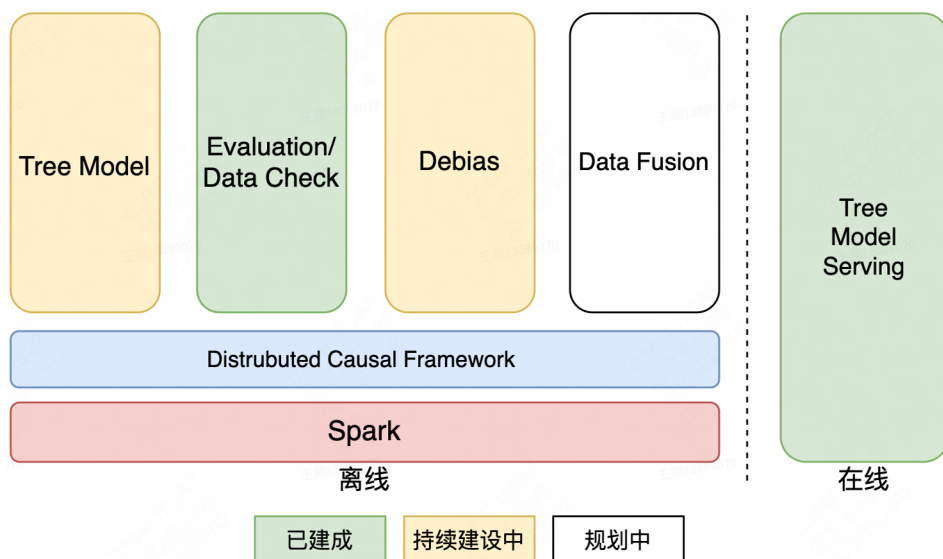 Tree Model
Evaluation/
Data Check
Debias
Data Fusion
Tree
Model
Serving
Distrubuted Causal Framework
Spark
离线
在线
已建成
持续建设中
规划中